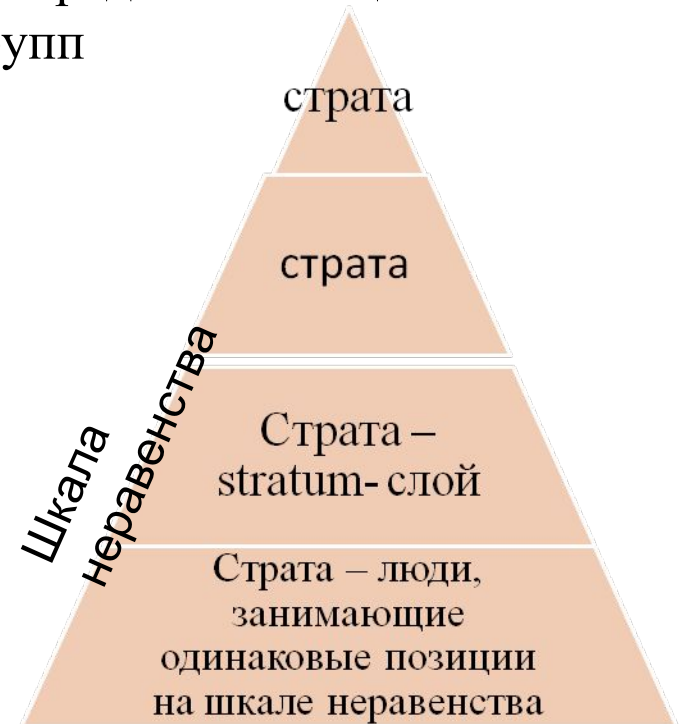 упп
страта
страта
Шкала
неравенства
Страта –
stratum- слой
Страта – люди,
занимающие
одинаковые позиции
на шкале неравенства